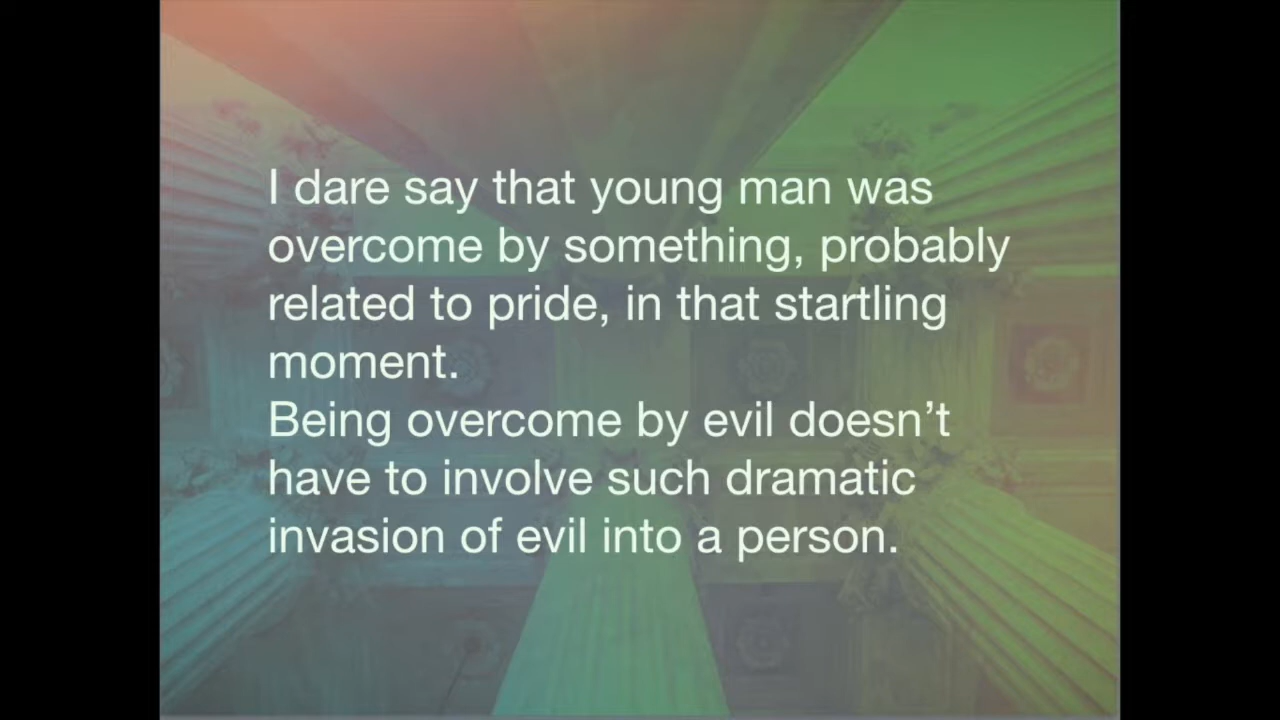 I dare say that young man was
overcome by something, probably
related to pride, in that startling
moment.
Being overcome by evil doesn’t
have to involve such dramatic
invasion of evil into a person.